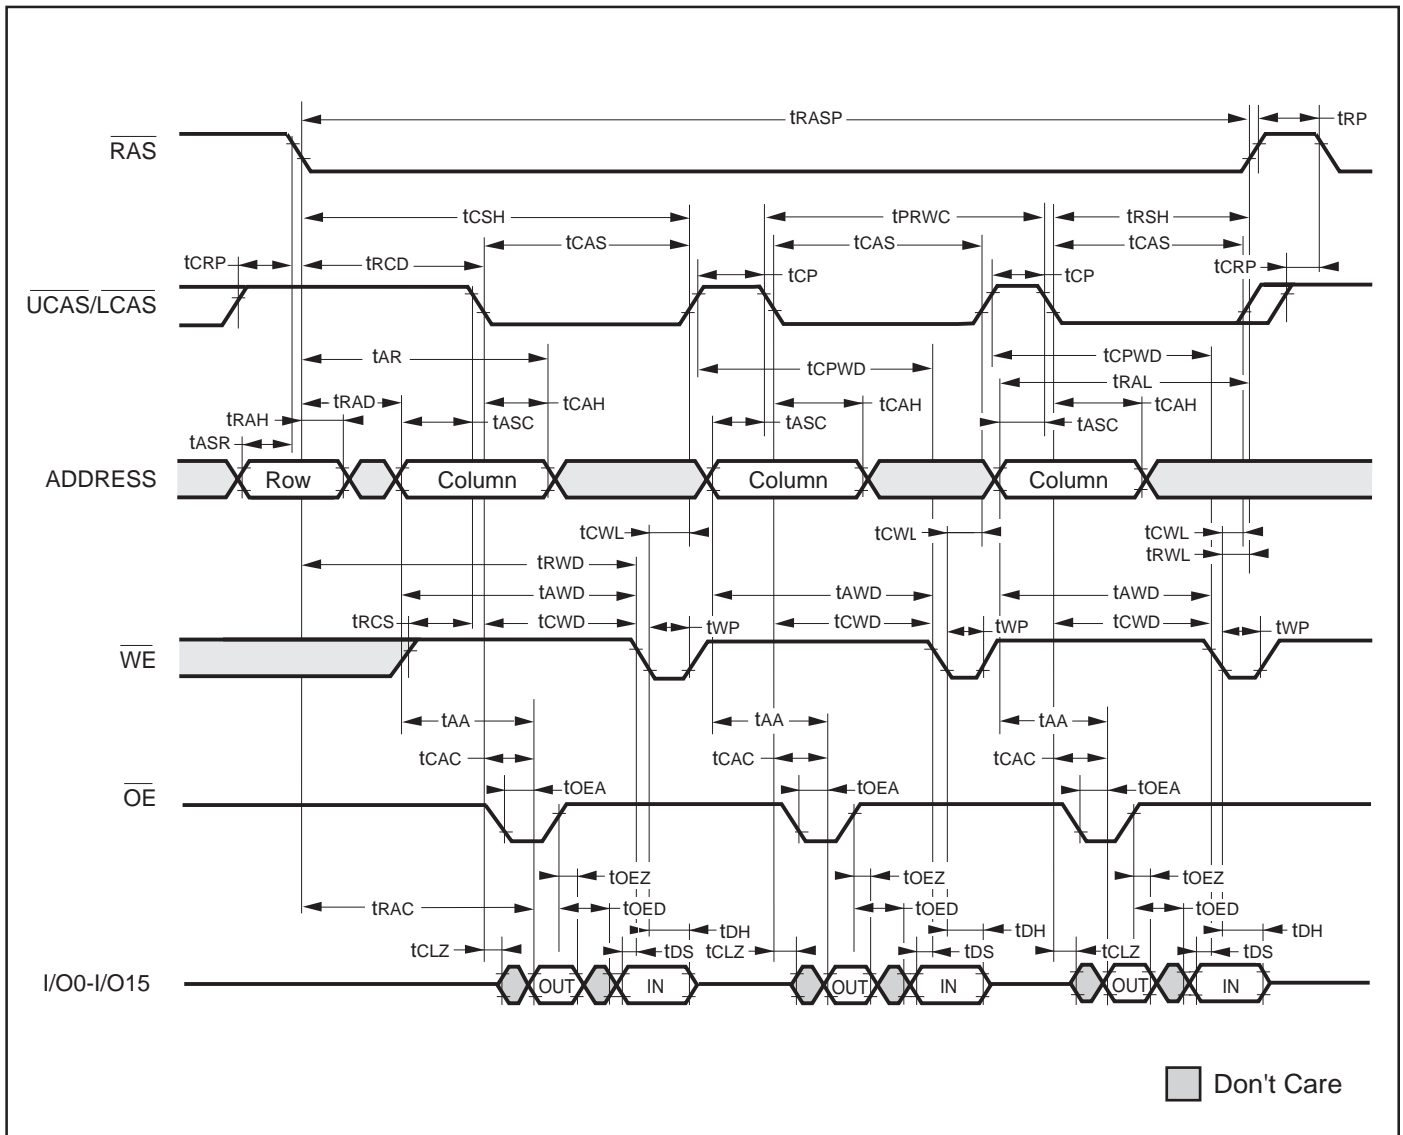 tRASP
tRP
RAS
tCSH
tPRWC
tRSH
tCAS
tCAS
tCAS
tCRP
tRCD
tCP
tCP
tCRP
UCAS/LCAS
tAR
tCPWD
tCPWD
tRAL
tRAD
tCAH
tCAH
tCAH
tRAH
tASC
tASC
tASC
tASR
ADDRESS
Row
Column
Column
Column
tCWL
tCWL
tCWL
tRWL
tRWD
tAWD
tAWD
tAWD
tRCS
tCWD
tWP
tCWD
tWP
tCWD
tWP
WE
tAA
tAA
tAA
tCAC
tCAC
tCAC
tOEA
tOEA
tOEA
OE
tOEZ
tOEZ
tOEZ
tRAC
tOED
tOED
tOED
tDH
tDH
tDH
tCLZ
tDS
tCLZ
tDS
tCLZ
tDS
I/O0-I/O15
OUT
IN
OUT
IN
OUT
IN
Don't Care